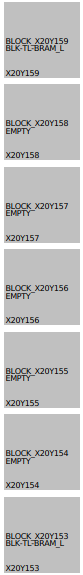 BLOCK_X20Y159
BLK-TL-BRAM_L
X20Y159
BLOCK_X20Y158
EMPTY
X20Y158
BLOCK_X20Y157
EMPTY
X20Y157
BLOCK_X20Y156
EMPTY
X20Y156
BLOCK_X20Y155
EMPTY
X20Y155
BLOCK_X20Y154
EMPTY
X20Y154
BLOCK_X20Y153
BLK-TL-BRAM_L
X20Y153